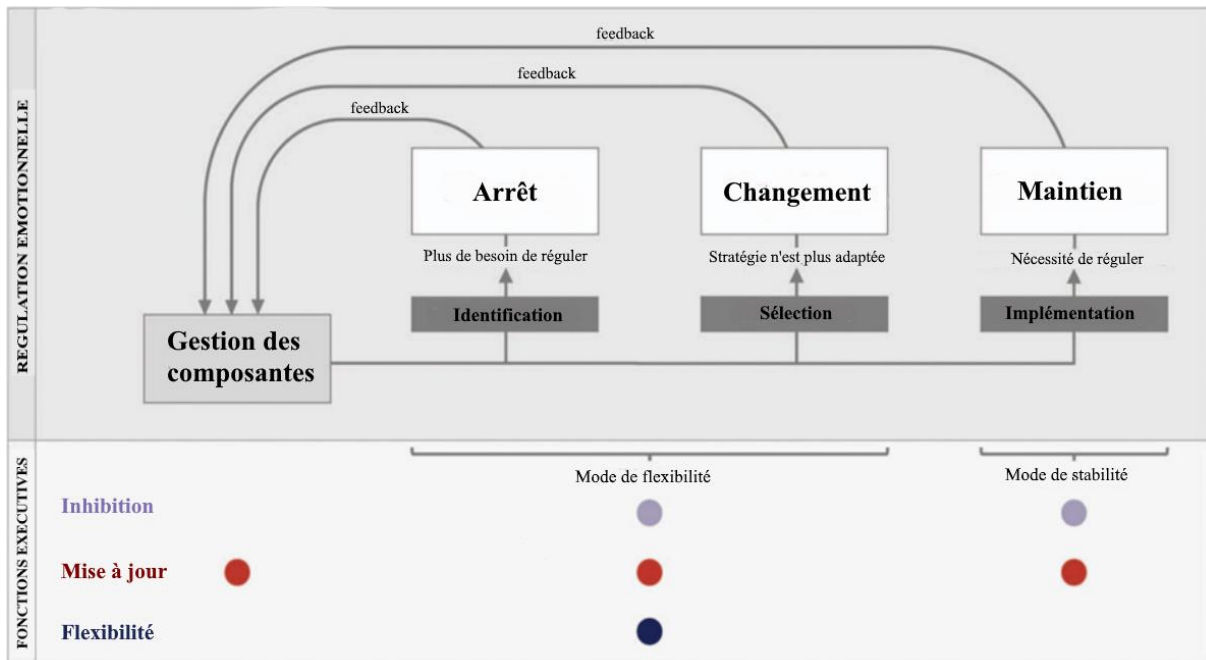 REGULATION EMOTIONNELLE
feedback
feedback
feedback
Arrêt
Changement
Maintien
Plus de besoin de réguler
Stratégie n'est plus adaptée
Nécessité de réguler
Identification
Sélection
Implémentation
Gestion des
composantes
FONCTIONS EXECUTIVES
Mode de flexibilité
Mode de stabilité
Inhibition
Mise à jour
Flexibilité